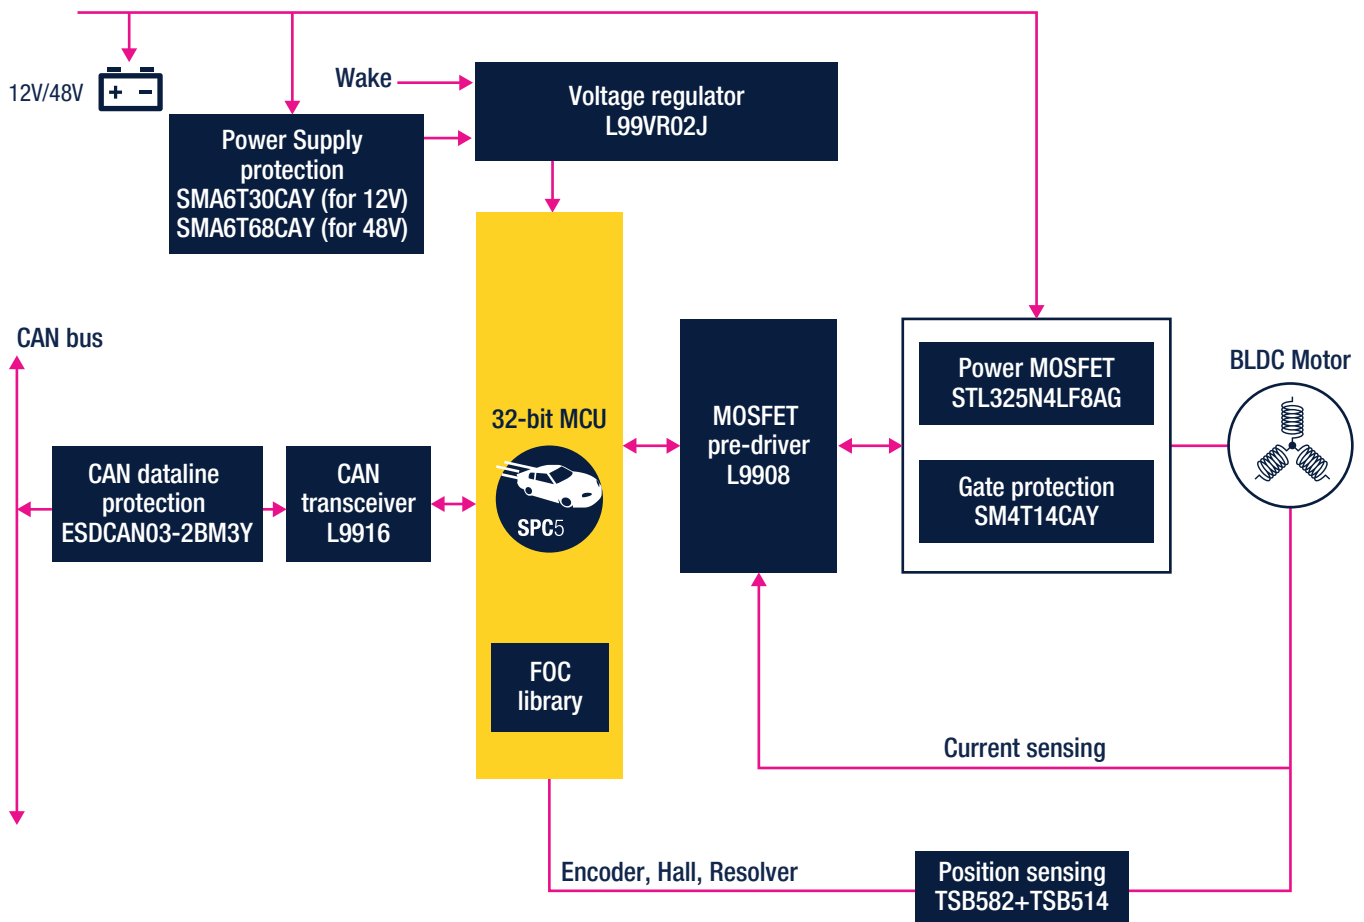 12V/48V
+ −
Wake
Voltage regulator
L99VR02J
Power Supply
protection
SMA6T30CAY (for 12V)
SMA6T68CAY (for 48V)
CAN bus
CAN dataline
protection
ESDCAN03-2BM3Y
CAN
transceiver
L9916
32-bit MCU
SPC5
FOC
library
MOSFET
pre-driver
L9908
Power MOSFET
STL325N4LF8AG
Gate protection
SM4T14CAY
BLDC Motor
Current sensing
Encoder, Hall, Resolver
Position sensing
TSB582+TSB514